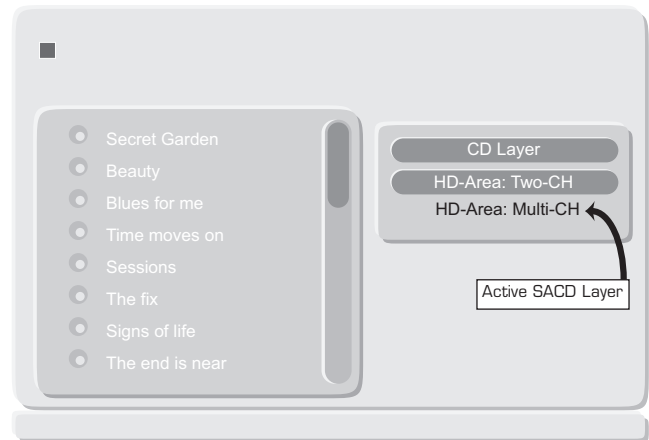 Secret Garden
Beauty
Blues for me
Time moves on
Sessions
The fix
Signs of life
The end is near
CD Layer
HD-Area: Two-CH
HD-Area: Multi-CH
Active SACD Layer